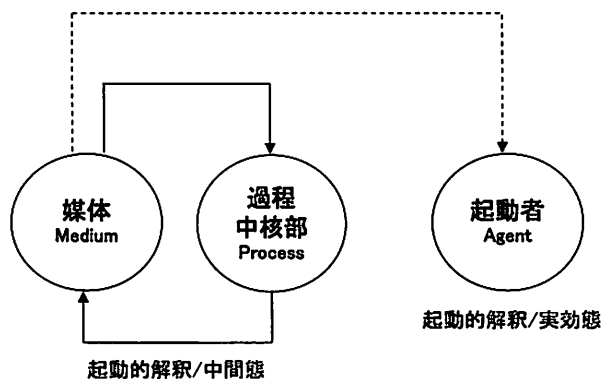 媒体
Medium
過程
中核部
Process
起動者
Agent
起動的解釈/実効態
起動的解釈/中間態